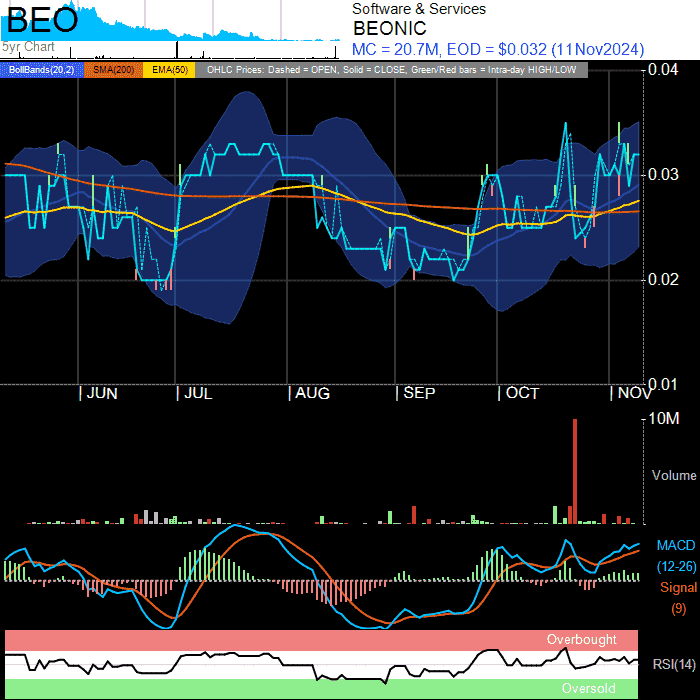 BEO
5yr Chart
Software & Services
BEONIC
MC = 20.7M, EOD = $0.032 (11Nov2024)
BollBands(20,2) SMA(200) EMA(50) OHLC Prices: Dashed = OPEN, Solid = CLOSE, Green/Red bars = Intra-day HIGH/LOW
0.04
0.03
0.02
0.01
| JUN | JUL | AUG | SEP | OCT | NOV
10M
Volume
MACD
(12-26)
Signal
(9)
Overbought
RSI(14)
Oversold